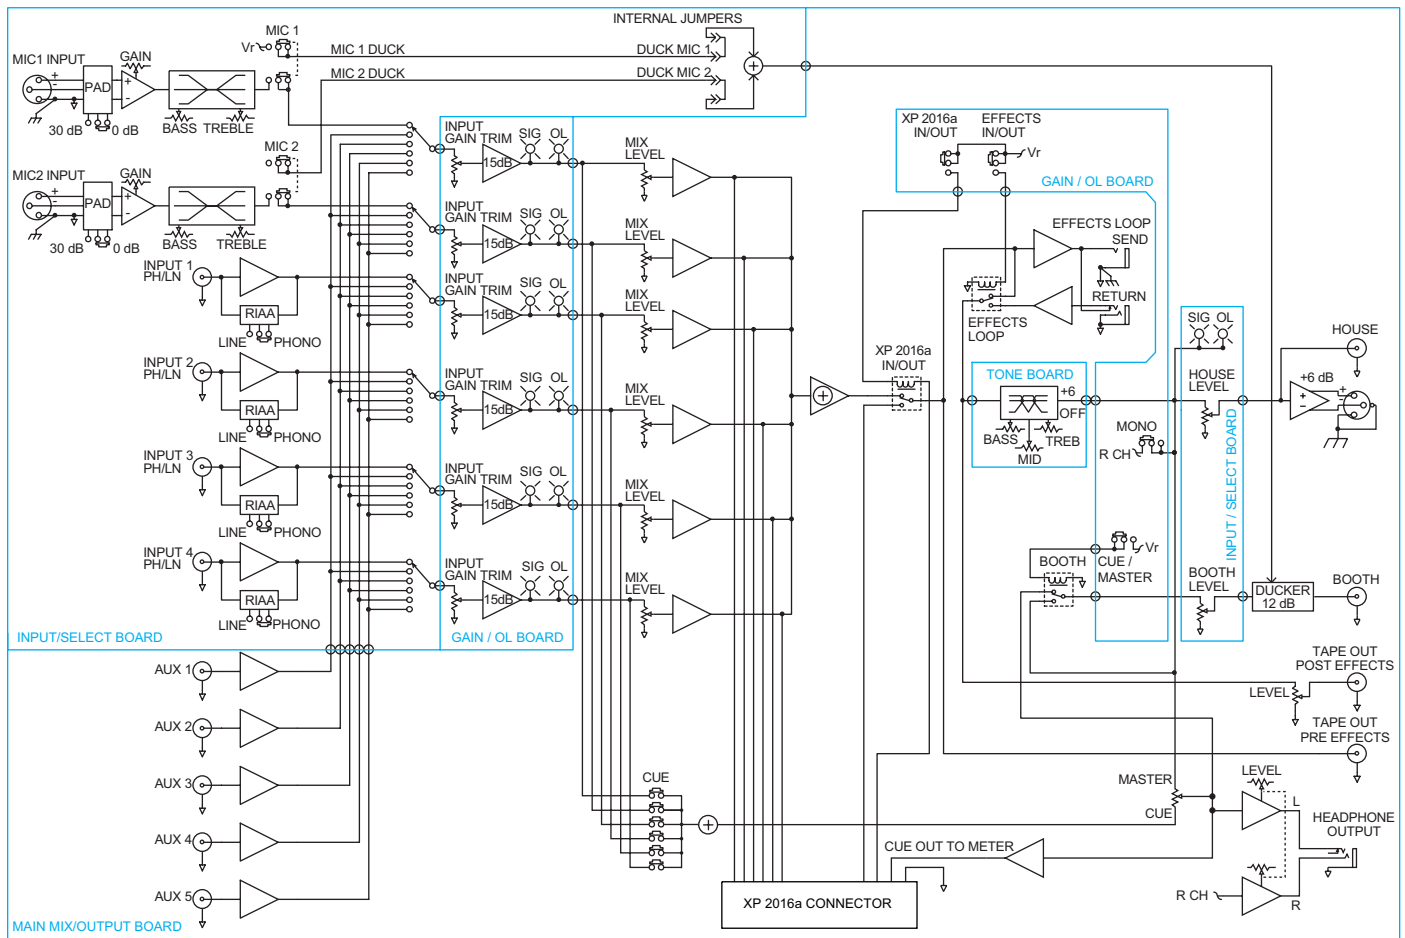 INTERNAL JUMPERS
MIC 1
Vr
MIC 1 DUCK
DUCK MIC 1
MIC 2 DUCK
DUCK MIC 2
MIC1 INPUT
GAIN
+
-
PAD
+
-
30 dB
0 dB
BASS
TREBLE
MIC 2
MIC2 INPUT
GAIN
+
-
PAD
+
-
30 dB
0 dB
BASS
TREBLE
INPUT 1
PH/LN
RIAA
LINE
PHONO
INPUT 2
PH/LN
RIAA
LINE
PHONO
INPUT 3
PH/LN
RIAA
LINE
PHONO
INPUT 4
PH/LN
RIAA
LINE
PHONO
INPUT/SELECT BOARD
INPUT
GAIN TRIM
SIG OL
15dB
MIX
LEVEL
INPUT
GAIN TRIM
SIG OL
15dB
MIX
LEVEL
INPUT
GAIN TRIM
SIG OL
15dB
MIX
LEVEL
INPUT
GAIN TRIM
SIG OL
15dB
MIX
LEVEL
INPUT
GAIN TRIM
SIG OL
15dB
MIX
LEVEL
INPUT
GAIN TRIM
SIG OL
15dB
MIX
LEVEL
GAIN / OL BOARD
AUX 1
AUX 2
AUX 3
AUX 4
AUX 5
MAIN MIX/OUTPUT BOARD
CUE
XP 2016a
IN/OUT
EFFECTS
IN/OUT
Vr
GAIN / OL BOARD
EFFECTS LOOP
SEND
RETURN
EFFECTS
LOOP
XP 2016a
IN/OUT
TONE BOARD
+6
OFF
BASS
TREB
MID
MONO
R CH
SIG OL
HOUSE
LEVEL
INPUT / SELECT BOARD
+6 dB
+
-
+
-
HOUSE
BOOTH
CUE /
MASTER
Vr
BOOTH
LEVEL
DUCKER
12 dB
BOOTH
TAPE OUT
POST EFFECTS
LEVEL
TAPE OUT
PRE EFFECTS
MASTER
CUE
LEVEL
L
HEADPHONE
OUTPUT
R CH
R
CUE OUT TO METER
XP 2016a CONNECTOR